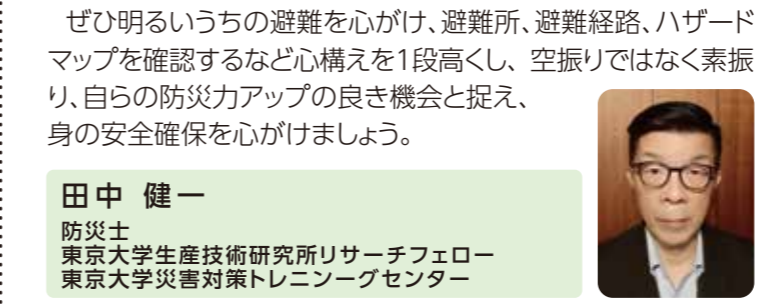 ぜひ明るいうちの避難を心がけ、避難所、避難経路、ハザード
マップを確認するなど心構えを1段高くし、空振りではなく素振
り、自らの防災力アップの良き機会と捉え、
身の安全確保を心がけましょう。
田中 健一
防災士
東京大学生産技術研究所リサーチフェロー
東京大学災害対策トレニンーグセンター